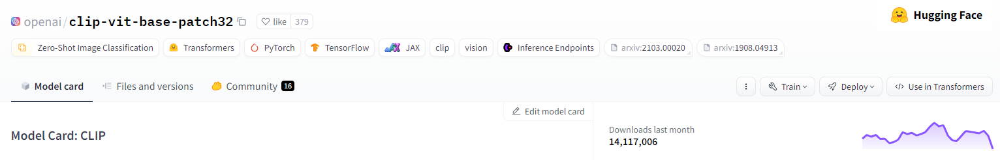 openai/clip-vit-base-patch32 like 379 Hugging Face
Zero-Shot Image Classification Transformers PyTorch TensorFlow JAX clip vision Inference Endpoints arxiv:2103.00020 arxiv:1908.04913
Model card Files and versions Community 16 Train Deploy </> Use in Transformers
Edit model card
Downloads last month
Model Card: CLIP
14,117,006